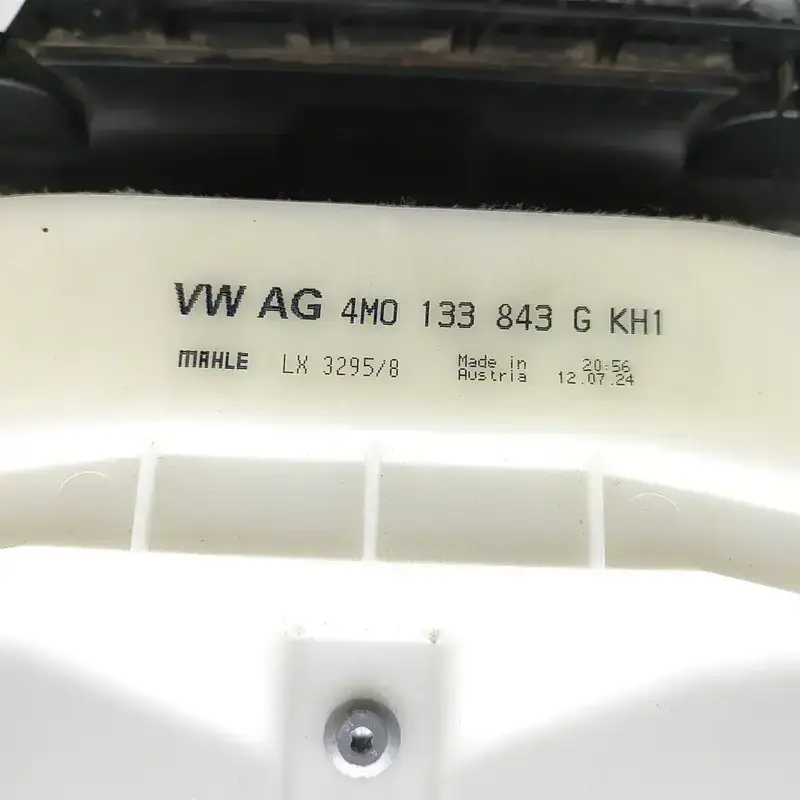 VW AG 4M0 133 843 G KH1
MAHLE LX 3295/8 Made in 20:56
Austria 12.07.24